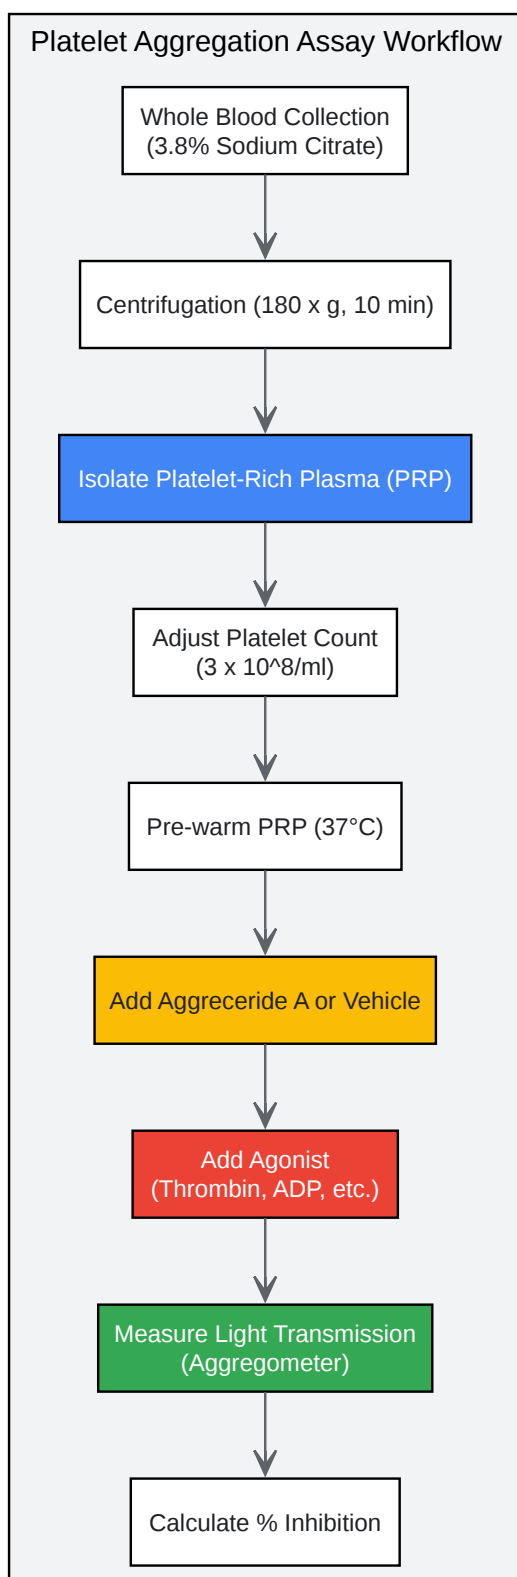 Platelet Aggregation Assay Workflow
Whole Blood Collection
(3.8% Sodium Citrate)
Centrifugation (180 x g, 10 min)
Isolate Platelet-Rich Plasma (PRP)
Adjust Platelet Count
(3 x 10^8/ml)
Pre-warm PRP (37°C)
Add Aggreceride A or Vehicle
Add Agonist
(Thrombin, ADP, etc.)
Measure Light Transmission
(Aggregometer)
Calculate % Inhibition